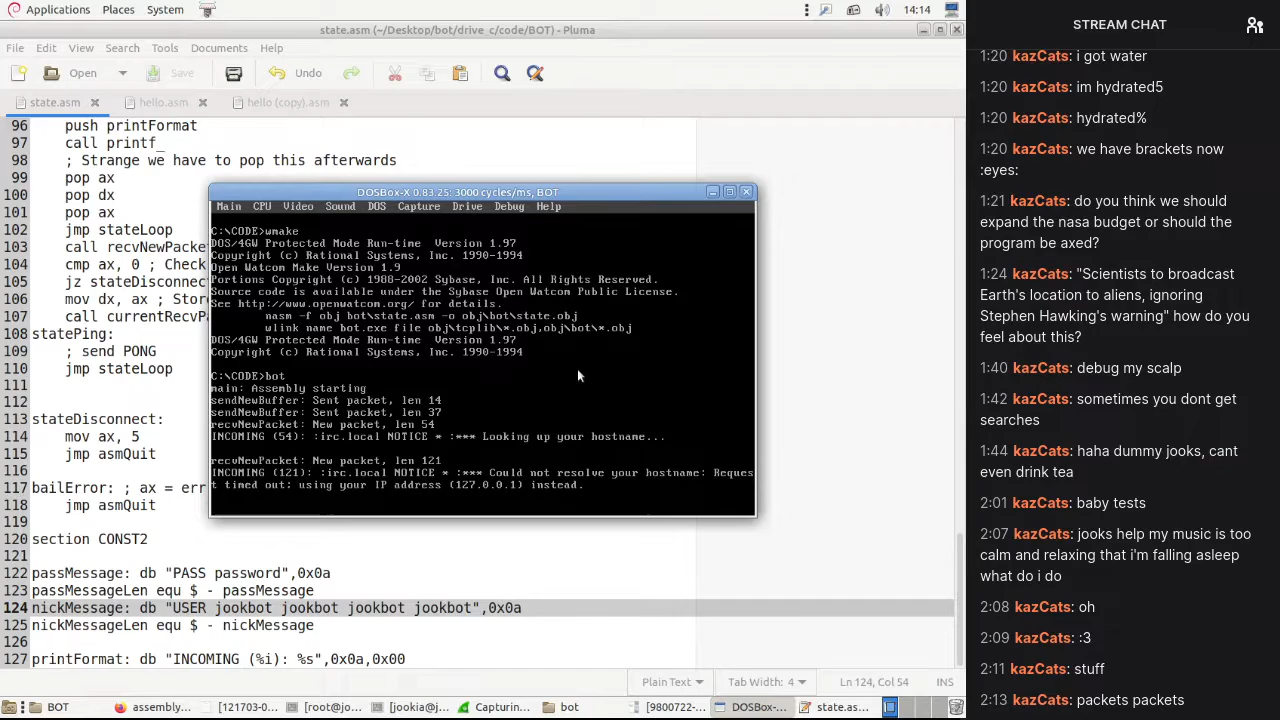 Applications Places System 14:14
state.asm (~/Desktop/bot/drive_c/code/BOT) - Pluma
File Edit View Search Tools Documents Help
Open Save Undo
state.asm hello.asm hello (copy).asm
96 push printFormat
97 call printf_
98 ; Strange we have to pop this afterwards
99 pop ax
100 pop dx
101 pop ax
102 jmp stateLoop
103 call recvNewPacke
104 cmp ax, 0 ; Check
105 jz stateDisconnec
106 mov dx, ax ; Stor
107 call currentRecvPa
108 statePing:
109 ; send PONG
110 jmp stateLoop
111
112
113 stateDisconnect:
114 mov ax, 5
115 jmp asmQuit
116
117 bailError: ; ax = err
118 jmp asmQuit
119
120 section CONST2
121
122 passMessage: db "PASS password",0x0a
123 passMessageLen equ $ - passMessage
124 nickMessage: db "USER jookbot jookbot jookbot jookbot",0x0a
125 nickMessageLen equ $ - nickMessage
126
127 printFormat: db "INCOMING (%i): %s",0x0a,0x00
Plain Text Tab Width: 4 Ln 124, Col 54 INS
DOSBox-X 0.83.25: 3000 cycles/ms, BOT
Main CPU Video Sound DOS Capture Drive Debug Help
C:\CODE>wmake
DOS/4GW Protected Mode Run-time Version 1.97
Copyright (c) Rational Systems, Inc. 1990-1994
Open Watcom Make Version 1.9
Portions Copyright (c) 1988-2002 Sybase, Inc. All Rights Reserved.
Source code is available under the Sybase Open Watcom Public License.
See http://www.openwatcom.org/ for details.
nasm -f obj bot\state.asm -o obj\bot\state.obj
wlink name bot.exe file obj\tcplib\*.obj,obj\bot\*.obj
DOS/4GW Protected Mode Run-time Version 1.97
Copyright (c) Rational Systems, Inc. 1990-1994
C:\CODE>bot
main: Assembly starting
sendNewBuffer: Sent packet, len 14
sendNewBuffer: Sent packet, len 37
recvNewPacket: New packet, len 54
INCOMING (54): :irc.local NOTICE * :*** Looking up your hostname...
recvNewPacket: New packet, len 121
INCOMING (121): :irc.local NOTICE * :*** Could not resolve your hostname: Reques
t timed out; using your IP address (127.0.0.1) instead.
BOT assembly... [121703-0... [root@jo... [jookia@j... Capturin... bot [9800722-... DOSBox-... state.as...
STREAM CHAT
1:20 kazCats: i got water
1:20 kazCats: im hydrated5
1:20 kazCats: hydrated%
1:20 kazCats: we have brackets now
:eyes:
1:21 kazCats: do you think we should
expand the nasa budget or should the
program be axed?
1:24 kazCats: "Scientists to broadcast
Earth's location to aliens, ignoring
Stephen Hawking's warning" how do you
feel about this?
1:40 kazCats: debug my scalp
1:42 kazCats: sometimes you dont get
searches
1:44 kazCats: haha dummy jooks, cant
even drink tea
2:01 kazCats: baby tests
2:07 kazCats: jooks help my music is too
calm and relaxing that i'm falling asleep
what do i do
2:08 kazCats: oh
2:09 kazCats: :3
2:11 kazCats: stuff
2:13 kazCats: packets packets